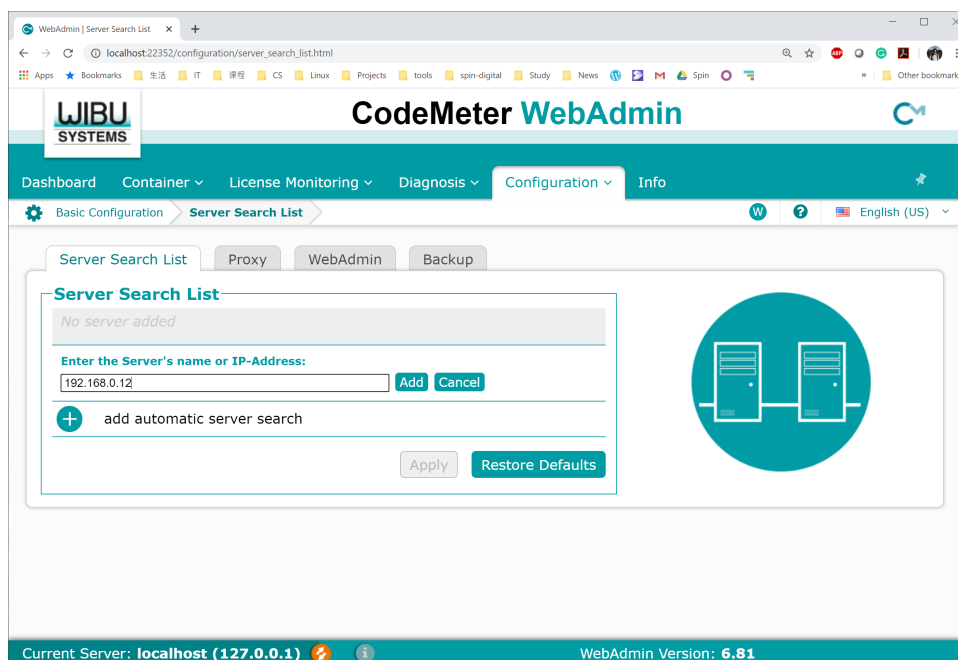 WebAdmin | Server Search List
localhost:22352/configuration/server_search_list.html
ABP
Apps Bookmarks 生活 IT 课程 CS Linux Projects tools spin-digital Study News Spin » Other bookmark
WIBU
SYSTEMS
CodeMeter WebAdmin
CM
Dashboard Container License Monitoring Diagnosis Configuration Info
Basic Configuration Server Search List W ? English (US)
Server Search List Proxy WebAdmin Backup
Server Search List
No server added
Enter the Server's name or IP-Address:
192.168.0.12 Add Cancel
add automatic server search
Apply Restore Defaults
Current Server: localhost (127.0.0.1) i WebAdmin Version: 6.81